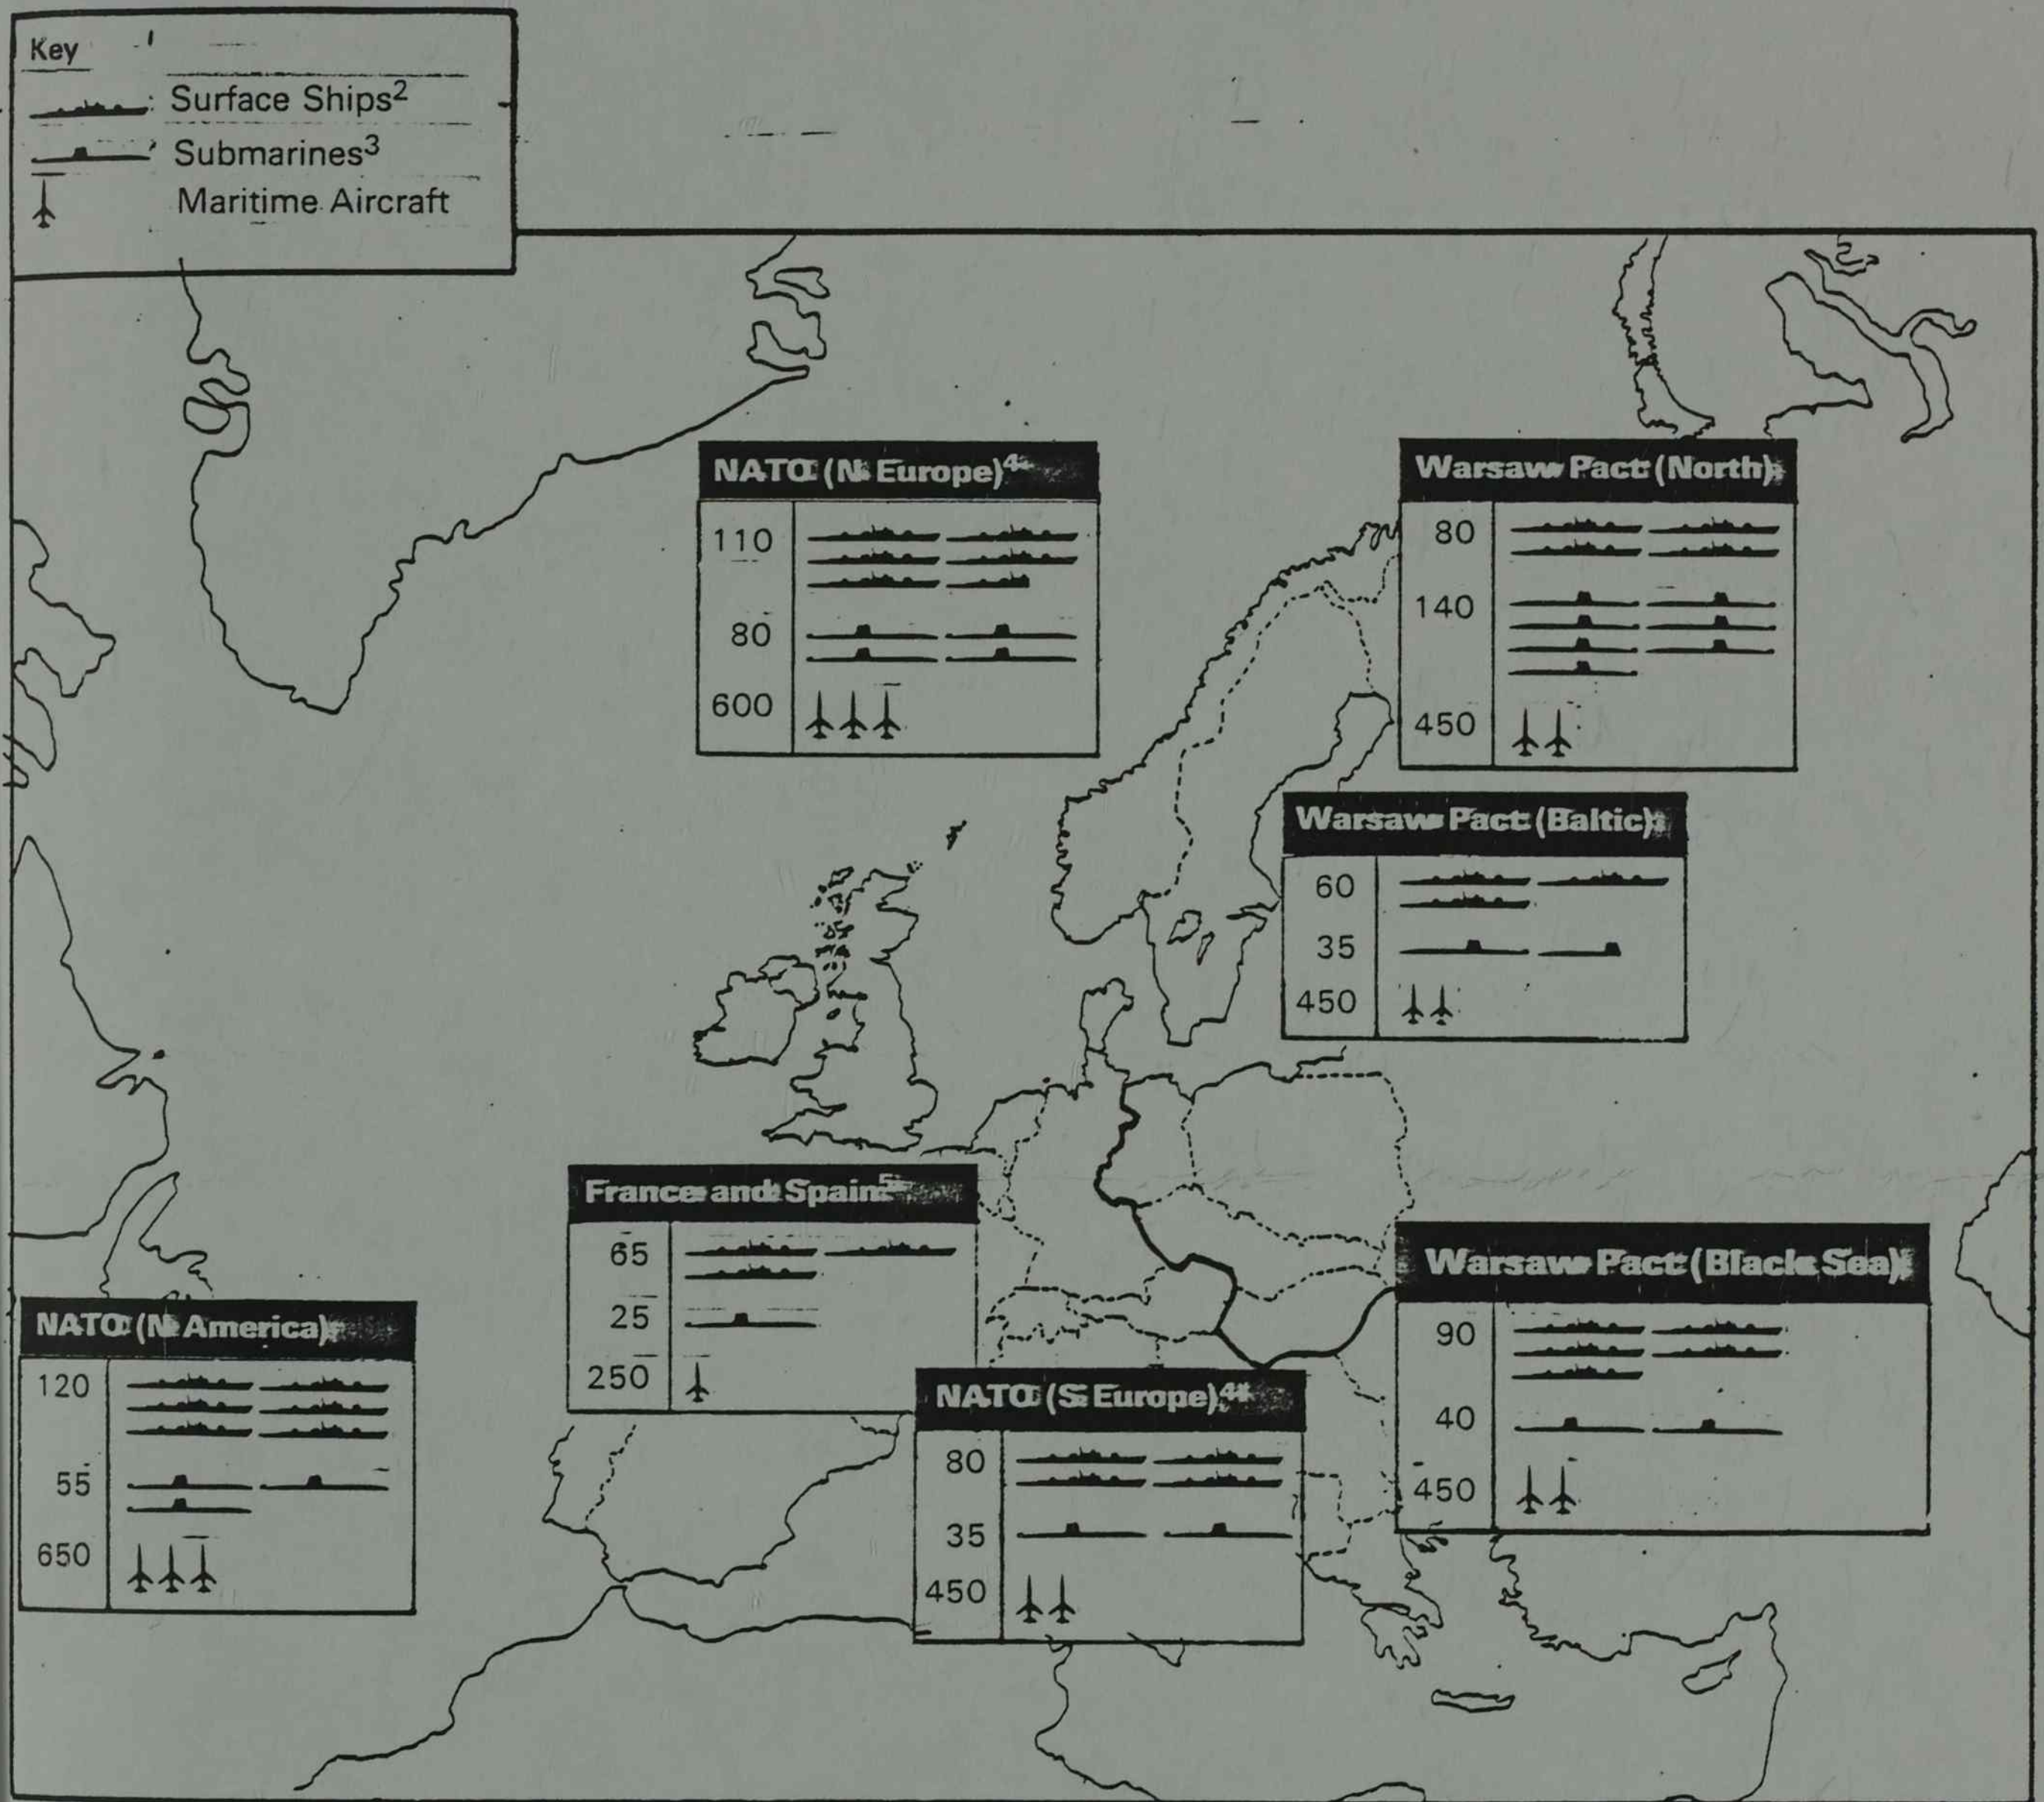 Key
Surface Ships²
Submarines³
Maritime Aircraft
NATO (N Europe)⁴
110
80
600
Warsaw Pact (North)
80
140
450
Warsaw Pact (Baltic)
60
35
450
France and Spain⁵
65
25
250
Warsaw Pact (Black Sea)
90
40
450
NATO (N America)
120
55
650
NATO (S Europe)⁴
80
35
450